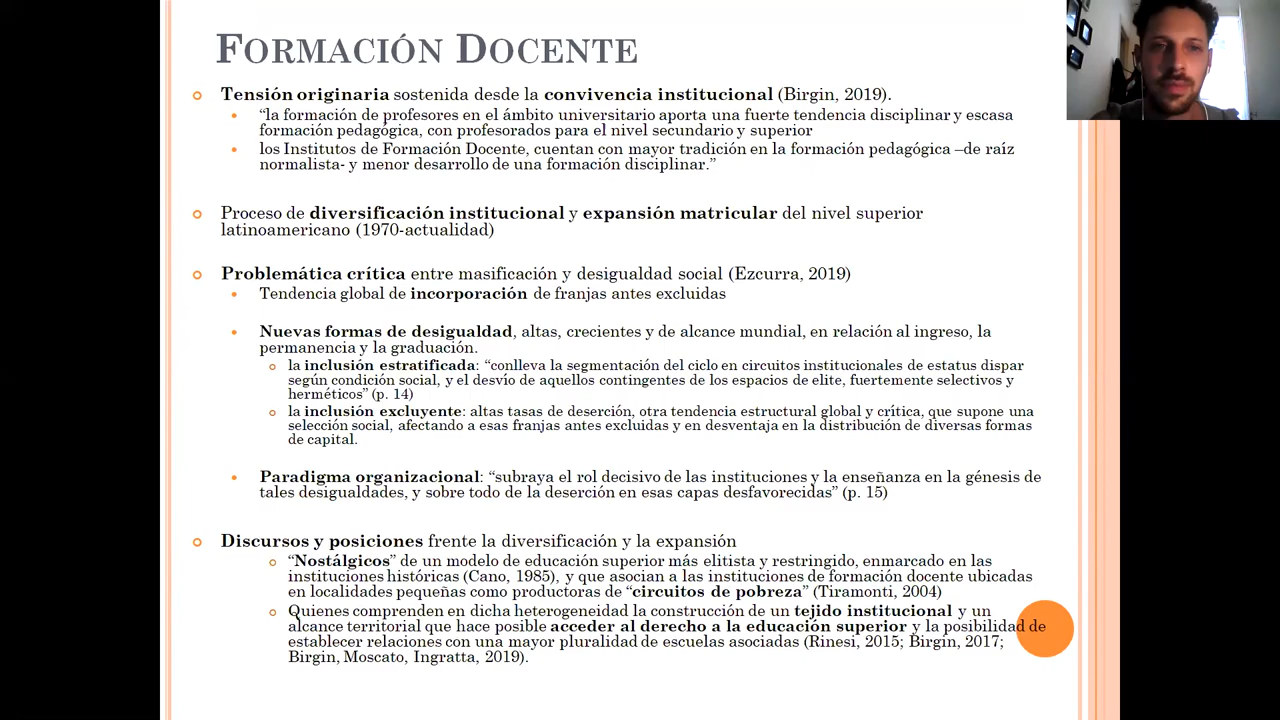 FORMACIÓN DOCENTE
Tensión originaria sostenida desde la convivencia institucional (Birgin, 2019).
“la formación de profesores en el ámbito universitario aporta una fuerte tendencia disciplinar y escasa
formación pedagógica, con profesorados para el nivel secundario y superior
los Institutos de Formación Docente, cuentan con mayor tradición en la formación pedagógica –de raíz
normalista- y menor desarrollo de una formación disciplinar.”
Proceso de diversificación institucional y expansión matricular del nivel superior
latinoamericano (1970-actualidad)
Problemática crítica entre masificación y desigualdad social (Ezcurra, 2019)
Tendencia global de incorporación de franjas antes excluidas
Nuevas formas de desigualdad, altas, crecientes y de alcance mundial, en relación al ingreso, la
permanencia y la graduación.
la inclusión estratificada: “conlleva la segmentación del ciclo en circuitos institucionales de estatus dispar
según condición social, y el desvío de aquellos contingentes de los espacios de elite, fuertemente selectivos y
herméticos” (p. 14)
la inclusión excluyente: altas tasas de deserción, otra tendencia estructural global y crítica, que supone una
selección social, afectando a esas franjas antes excluidas y en desventaja en la distribución de diversas formas
de capital.
Paradigma organizacional: “subraya el rol decisivo de las instituciones y la enseñanza en la génesis de
tales desigualdades, y sobre todo de la deserción en esas capas desfavorecidas” (p. 15)
Discursos y posiciones frente la diversificación y la expansión
“Nostálgicos” de un modelo de educación superior más elitista y restringido, enmarcado en las
instituciones históricas (Cano, 1985), y que asocian a las instituciones de formación docente ubicadas
en localidades pequeñas como productoras de “circuitos de pobreza” (Tiramonti, 2004)
Quienes comprenden en dicha heterogeneidad la construcción de un tejido institucional y un
alcance territorial que hace posible acceder al derecho a la educación superior y la posibilidad de
establecer relaciones con una mayor pluralidad de escuelas asociadas (Rinesi, 2015; Birgin, 2017;
Birgin, Moscato, Ingratta, 2019).